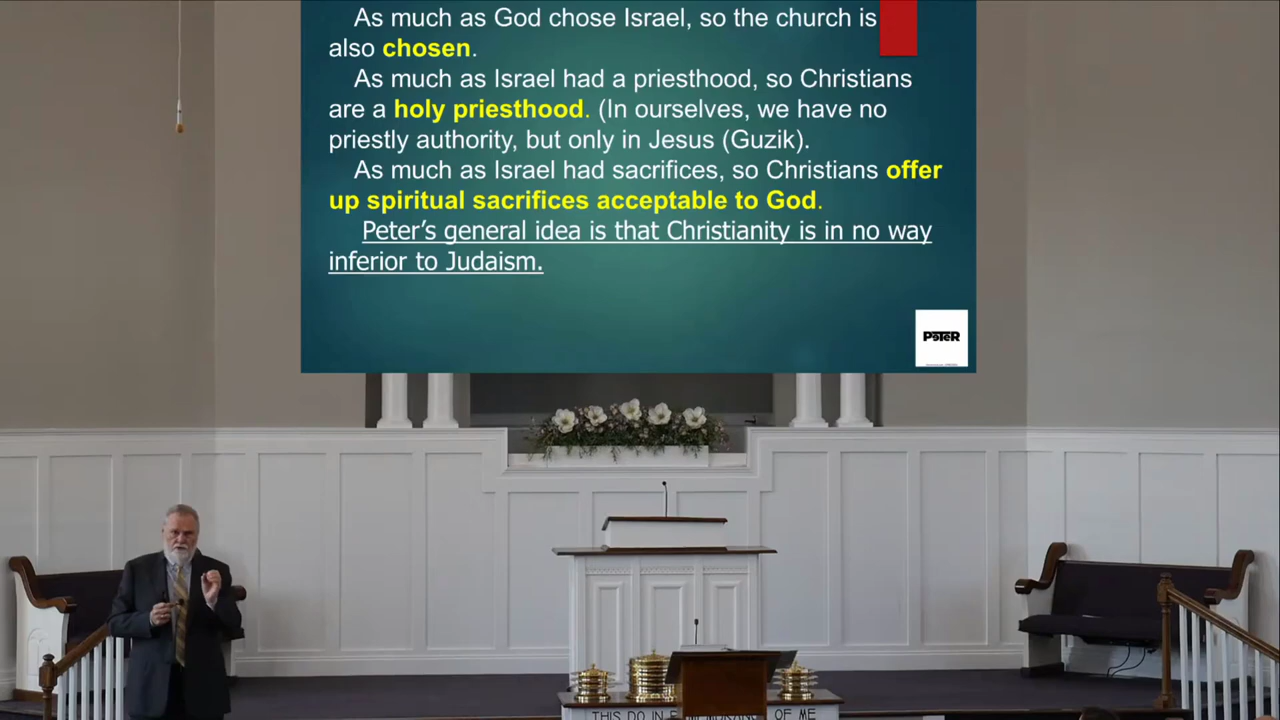 As much as God chose Israel, so the church is
also chosen.
As much as Israel had a priesthood, so Christians
are a holy priesthood. (In ourselves, we have no
priestly authority, but only in Jesus (Guzik).
As much as Israel had sacrifices, so Christians offer
up spiritual sacrifices acceptable to God.
Peter’s general idea is that Christianity is in no way
inferior to Judaism.
PeTeR
THIS DO IN OF ME